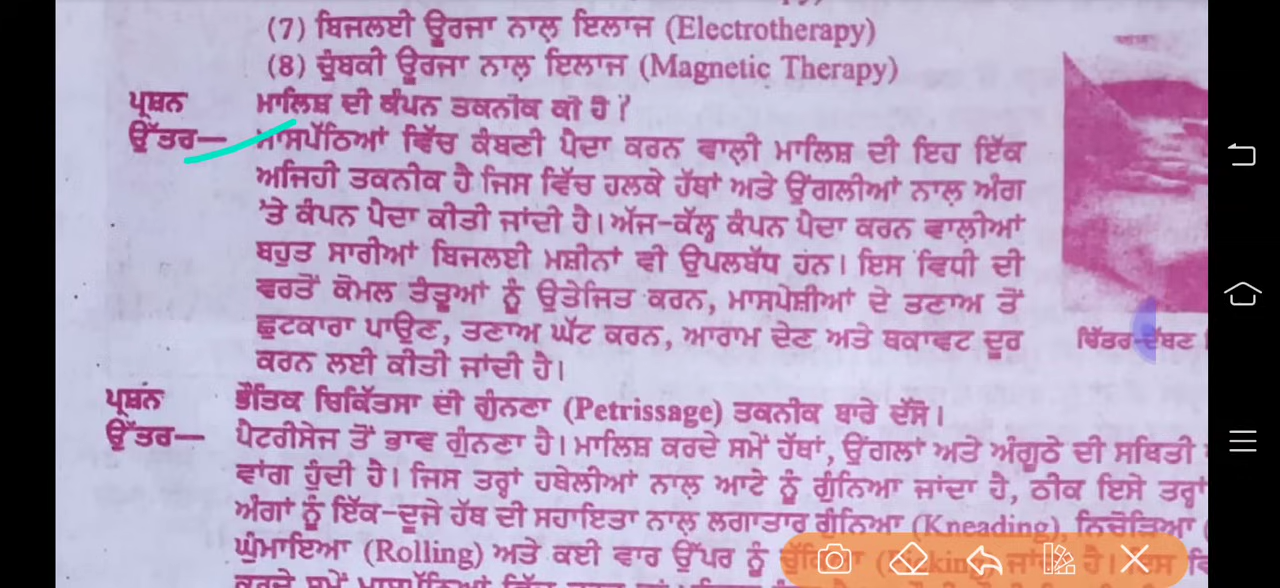 (7) ਬਿਜਲਈ ਊਰਜਾ ਨਾਲ਼ ਇਲਾਜ (Electrotherapy)
(8) ਚੁੰਬਕੀ ਊਰਜਾ ਨਾਲ਼ ਇਲਾਜ (Magnetic Therapy)
ਪ੍ਰਸ਼ਨ ਮਾਲਿਸ਼ ਦੀ ਕੰਪਨ ਤਕਨੀਕ ਕੀ ਹੈ ?
ਉੱਤਰ— ਮਾਸਪੱਠਿਆਂ ਵਿੱਚ ਕੰਬਣੀ ਪੈਦਾ ਕਰਨ ਵਾਲ਼ੀ ਮਾਲਿਸ਼ ਦੀ ਇਹ ਇੱਕ
ਅਜਿਹੀ ਤਕਨੀਕ ਹੈ ਜਿਸ ਵਿੱਚ ਹਲਕੇ ਹੱਥਾਂ ਅਤੇ ਉਂਗਲੀਆਂ ਨਾਲ਼ ਅੰਗ
'ਤੇ ਕੰਪਨ ਪੈਦਾ ਕੀਤੀ ਜਾਂਦੀ ਹੈ। ਅੱਜ-ਕੱਲ੍ਹ ਕੰਪਨ ਪੈਦਾ ਕਰਨ ਵਾਲ਼ੀਆਂ
ਬਹੁਤ ਸਾਰੀਆਂ ਬਿਜਲਈ ਮਸ਼ੀਨਾਂ ਵੀ ਉਪਲਬੱਧ ਹਨ। ਇਸ ਵਿਧੀ ਦੀ
ਵਰਤੋਂ ਕੋਮਲ ਤੰਤੂਆਂ ਨੂੰ ਉਤੇਜਿਤ ਕਰਨ, ਮਾਸਪੇਸ਼ੀਆਂ ਦੇ ਤਣਾਅ ਤੋਂ
ਛੁਟਕਾਰਾ ਪਾਉਣ, ਤਣਾਅ ਘੱਟ ਕਰਨ, ਆਰਾਮ ਦੇਣ ਅਤੇ ਥਕਾਵਟ ਦੂਰ
ਕਰਨ ਲਈ ਕੀਤੀ ਜਾਂਦੀ ਹੈ।
ਚਿੱਤਰ-ਦੱਬਣ
ਪ੍ਰਸ਼ਨ ਭੌਤਿਕ ਚਿਕਿੱਤਸਾ ਦੀ ਗੁੰਨਣਾ (Petrissage) ਤਕਨੀਕ ਬਾਰੇ ਦੱਸੋ।
ਉੱਤਰ— ਪੈਟਰੀਸੇਜ ਤੋਂ ਭਾਵ ਗੁੰਨਣਾ ਹੈ। ਮਾਲਿਸ਼ ਕਰਦੇ ਸਮੇਂ ਹੱਥਾਂ, ਉਂਗਲਾਂ ਅਤੇ ਅੰਗੂਠੇ ਦੀ ਸਥਿਤੀ
ਵਾਂਗ ਹੁੰਦੀ ਹੈ। ਜਿਸ ਤਰ੍ਹਾਂ ਹਥੇਲੀਆਂ ਨਾਲ਼ ਆਟੇ ਨੂੰ ਗੁੰਨਿਆ ਜਾਂਦਾ ਹੈ, ਠੀਕ ਇਸੇ ਤਰ੍ਹਾਂ
ਅੰਗਾਂ ਨੂੰ ਇੱਕ-ਦੂਜੇ ਹੱਥ ਦੀ ਸਹਾਇਤਾ ਨਾਲ਼ ਲਗਾਤਾਰ ਗੁੰਨਿਆ (Kneading), ਨਿਚੋੜਿਆ
ਘੁੰਮਾਇਆ (Rolling) ਅਤੇ ਕਈ ਵਾਰ ਉੱਪਰ ਨੂੰ ਜਾਂਦਾ ਹੈ।